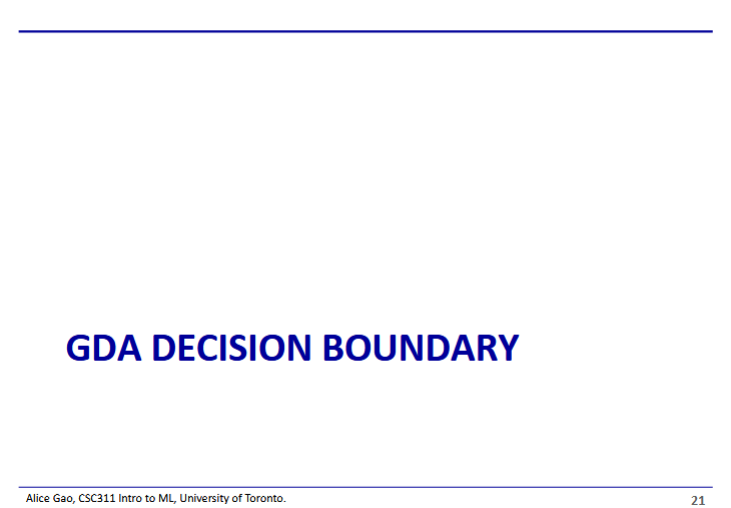 GDA DECISION BOUNDARY
Alice Gao, CSC311 Intro to ML, University of Toronto.
21